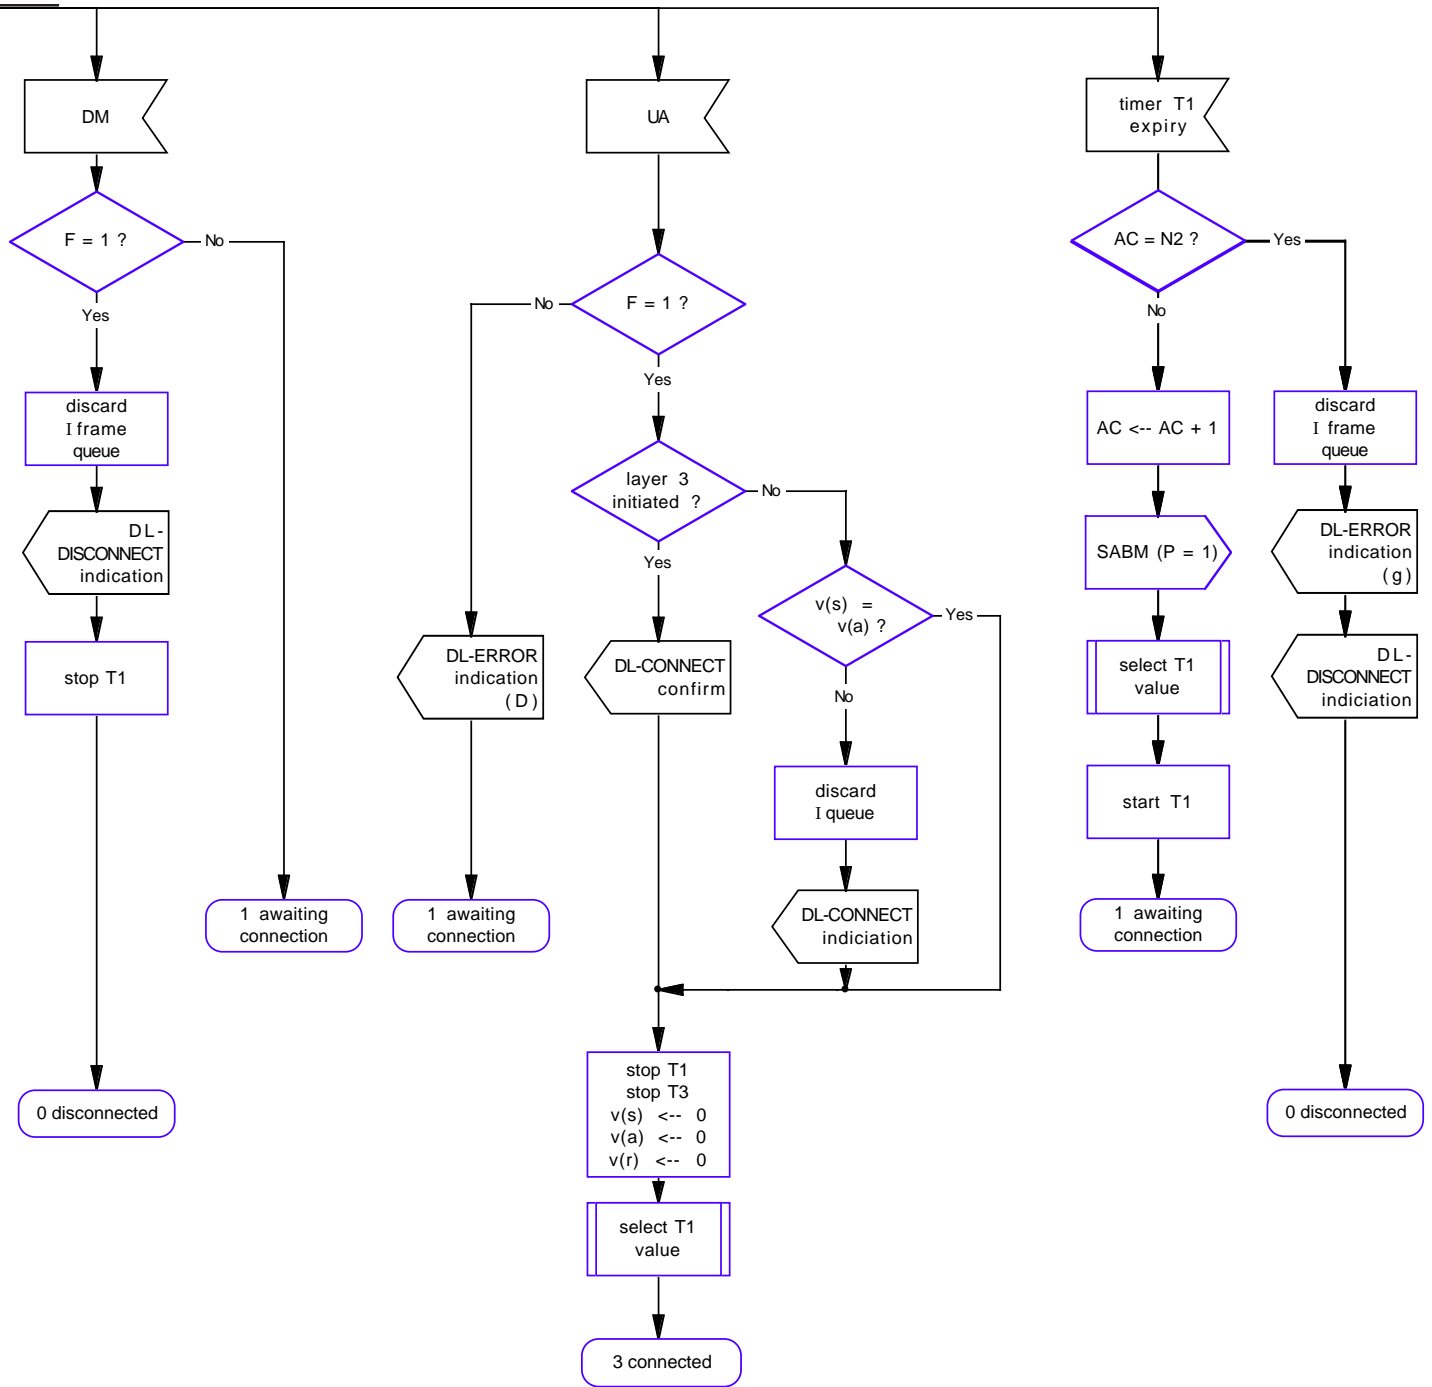 DM
F = 1 ?
No
Yes
discard
I frame
queue
DL-
DISCONNECT
indication
stop T1
1 awaiting
connection
0 disconnected
UA
F = 1 ?
No
Yes
DL-ERROR
indication
(D)
1 awaiting
connection
layer 3
initiated ?
No
Yes
DL-CONNECT
confirm
v(s) =
v(a) ?
Yes
No
discard
I queue
DL-CONNECT
indiciation
stop T1
stop T3
v(s) <-- 0
v(a) <-- 0
v(r) <-- 0
select T1
value
3 connected
timer T1
expiry
AC = N2 ?
Yes
No
AC <-- AC + 1
SABM (P = 1)
select T1
value
start T1
1 awaiting
connection
discard
I frame
queue
DL-ERROR
indication
(g)
DL-
DISCONNECT
indiciation
0 disconnected